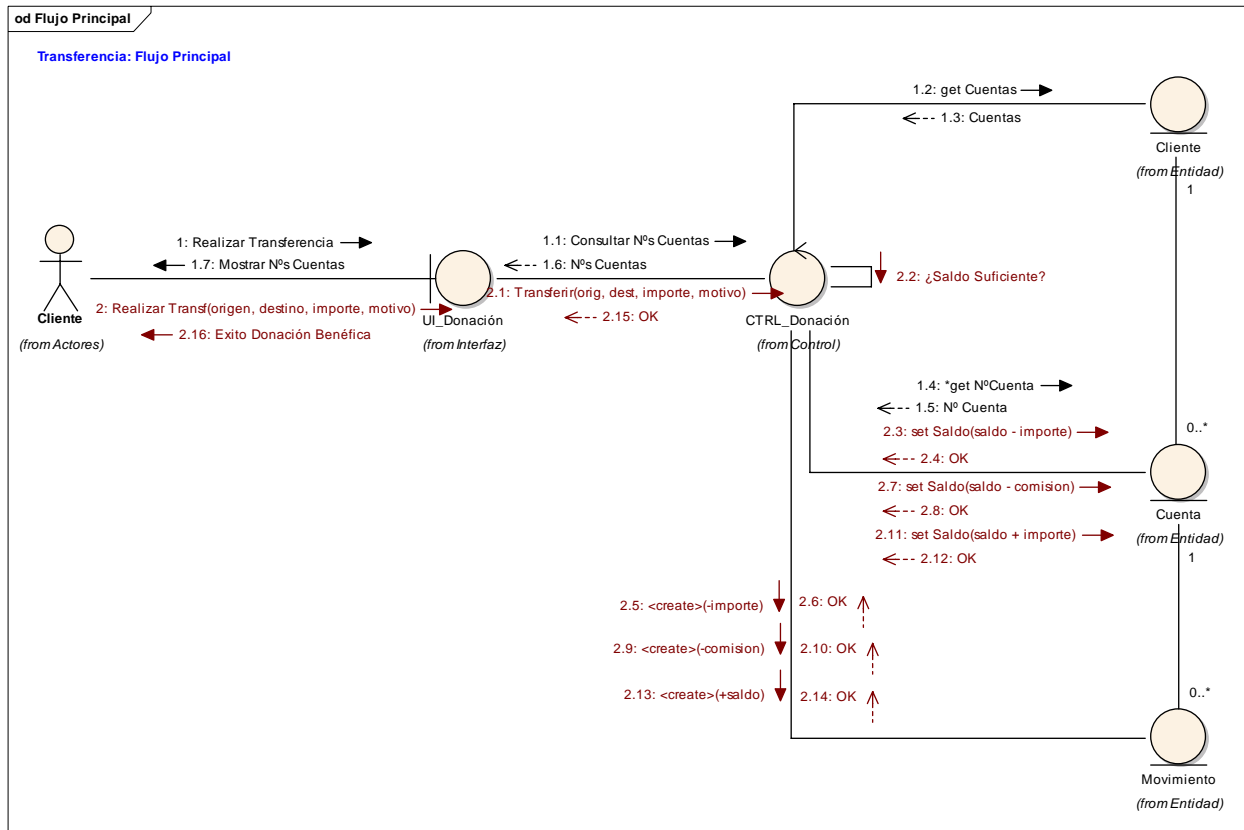 od Flujo Principal
Transferencia: Flujo Principal
1.2: get Cuentas
1.3: Cuentas
Cliente
(from Entidad)
1
1: Realizar Transferencia
1.7: Mostrar NºsCuentas
1.1: Consultar NºsCuentas
1.6: NºsCuentas
2.2: ¿Saldo Suficiente?
2: Realizar Transf(origen, destino, importe, motivo)
2.1: Transferir(orig, dest, importe, motivo)
2.16: Exito Donación Benéfica
2.15: OK
Cliente
(from Actores)
UI_Donación
(from Interfaz)
CTRL_Donación
(from Control)
1.4: *get NºCuenta
1.5: Nº Cuenta
2.3: set Saldo(saldo - importe)
0..*
2.4: OK
2.7: set Saldo(saldo - comision)
2.8: OK
Cuenta
2.11: set Saldo(saldo + importe)
(from Entidad)
2.12: OK
1
2.5: <create>(-importe)
2.6: OK
2.9: <create>(-comision)
2.10: OK
2.13: <create>(+saldo)
2.14: OK
0..*
Movimiento
(from Entidad)